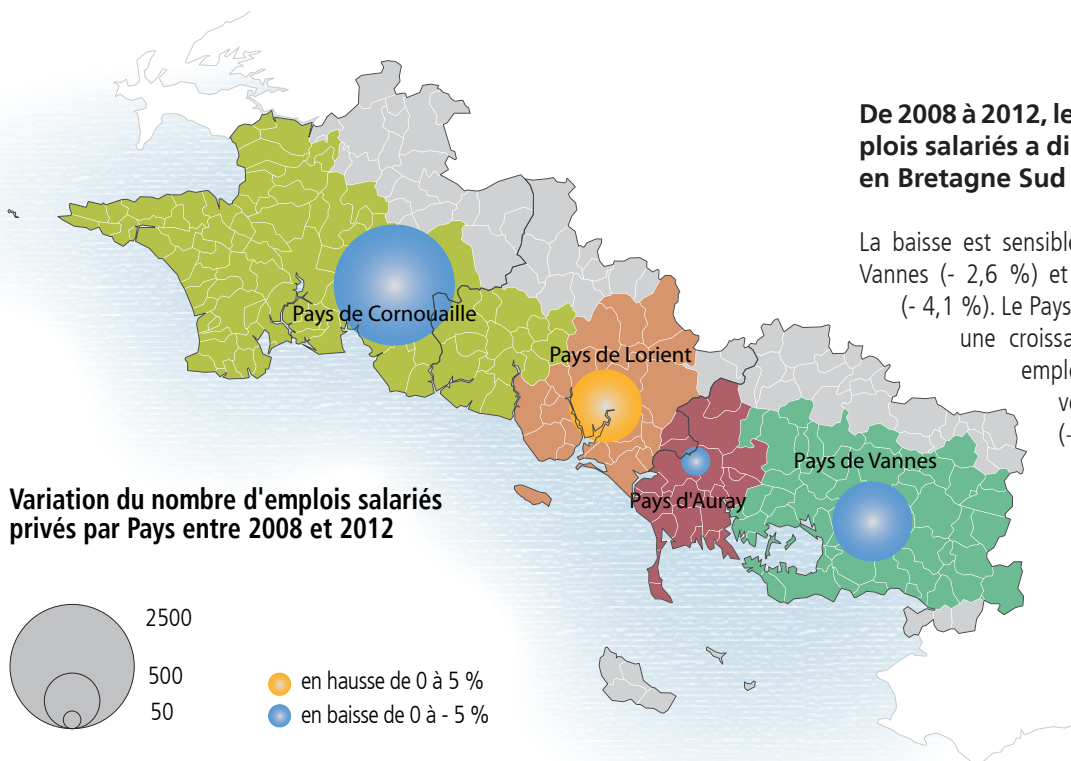 De 2008 à 2012, le
plois salariés a di
en Bretagne Sud
La baisse est sensible
Vannes (- 2,6 %) et
(- 4,1 %). Le Pays
une croissa
emplo
ve
(-
Pays de Cornouaille
Pays de Lorient
Pays de Vannes
Pays d'Auray
Variation du nombre d'emplois salariés
privés par Pays entre 2008 et 2012
2500
500
50
en hausse de 0 à 5 %
en baisse de 0 à - 5 %